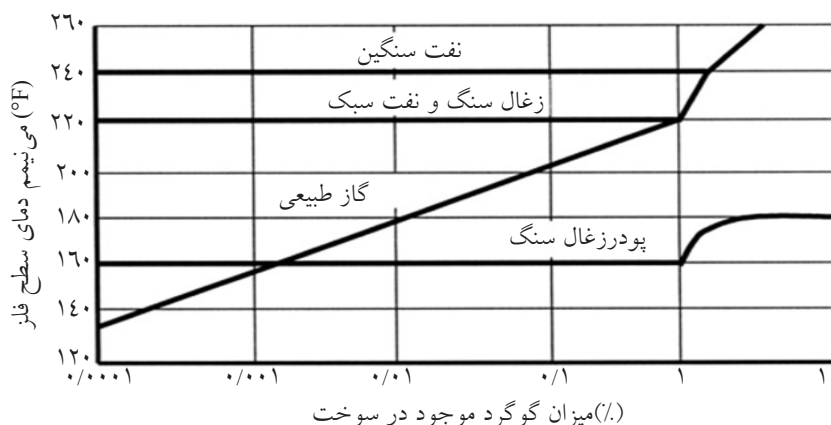 ۲۶۰
نفت سنگین
۲۴۰
زغال سنگ و نفت سبک
۲۲۰
۲۰۰
گاز طبیعی
۱۸۰
پودرزغال سنگ
۱۶۰
۱۴۰
۱۲۰
می‌نیمم دمای سطح فلز (°F)
۰/۰۰۰۱ ۰/۰۰۱ ۰/۰۱ ۰/۱ ۱ ۱
میزان گوگرد موجود در سوخت(٪)